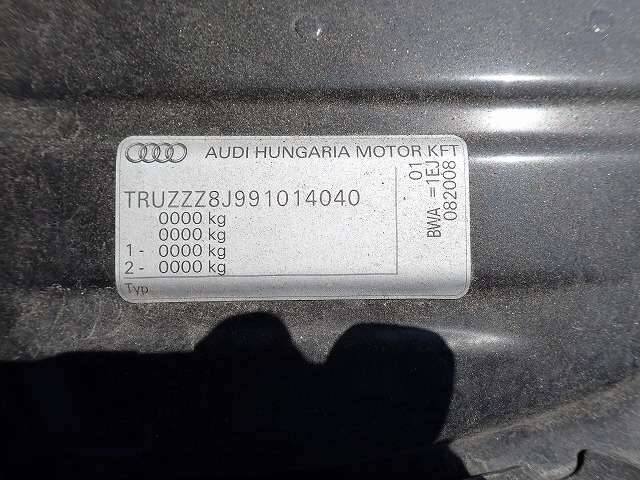 AUDI HUNGARIA MOTOR KFT
TRUZZZ8J991014040
0000 kg
0000 kg
1 - 0000 kg
2 - 0000 kg
Typ
01
BWA =1EJ
082008